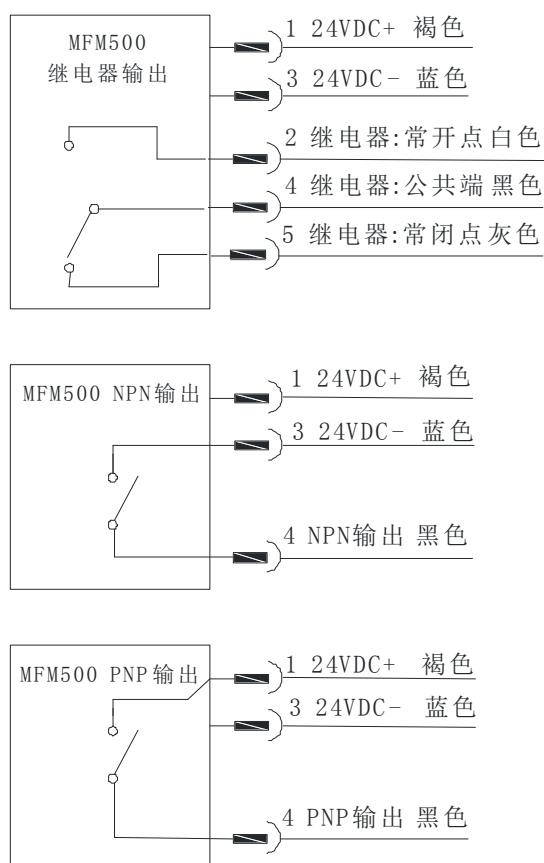 MFM500
继电器输出
1 24VDC+ 褐色
3 24VDC- 蓝色
2 继电器:常开点白色
4 继电器:公共端 黑色
5 继电器:常闭点灰色
MFM500 NPN输出
1 24VDC+ 褐色
3 24VDC- 蓝色
4 NPN输出 黑色
MFM500 PNP输出
1 24VDC+ 褐色
3 24VDC- 蓝色
4 PNP输出 黑色